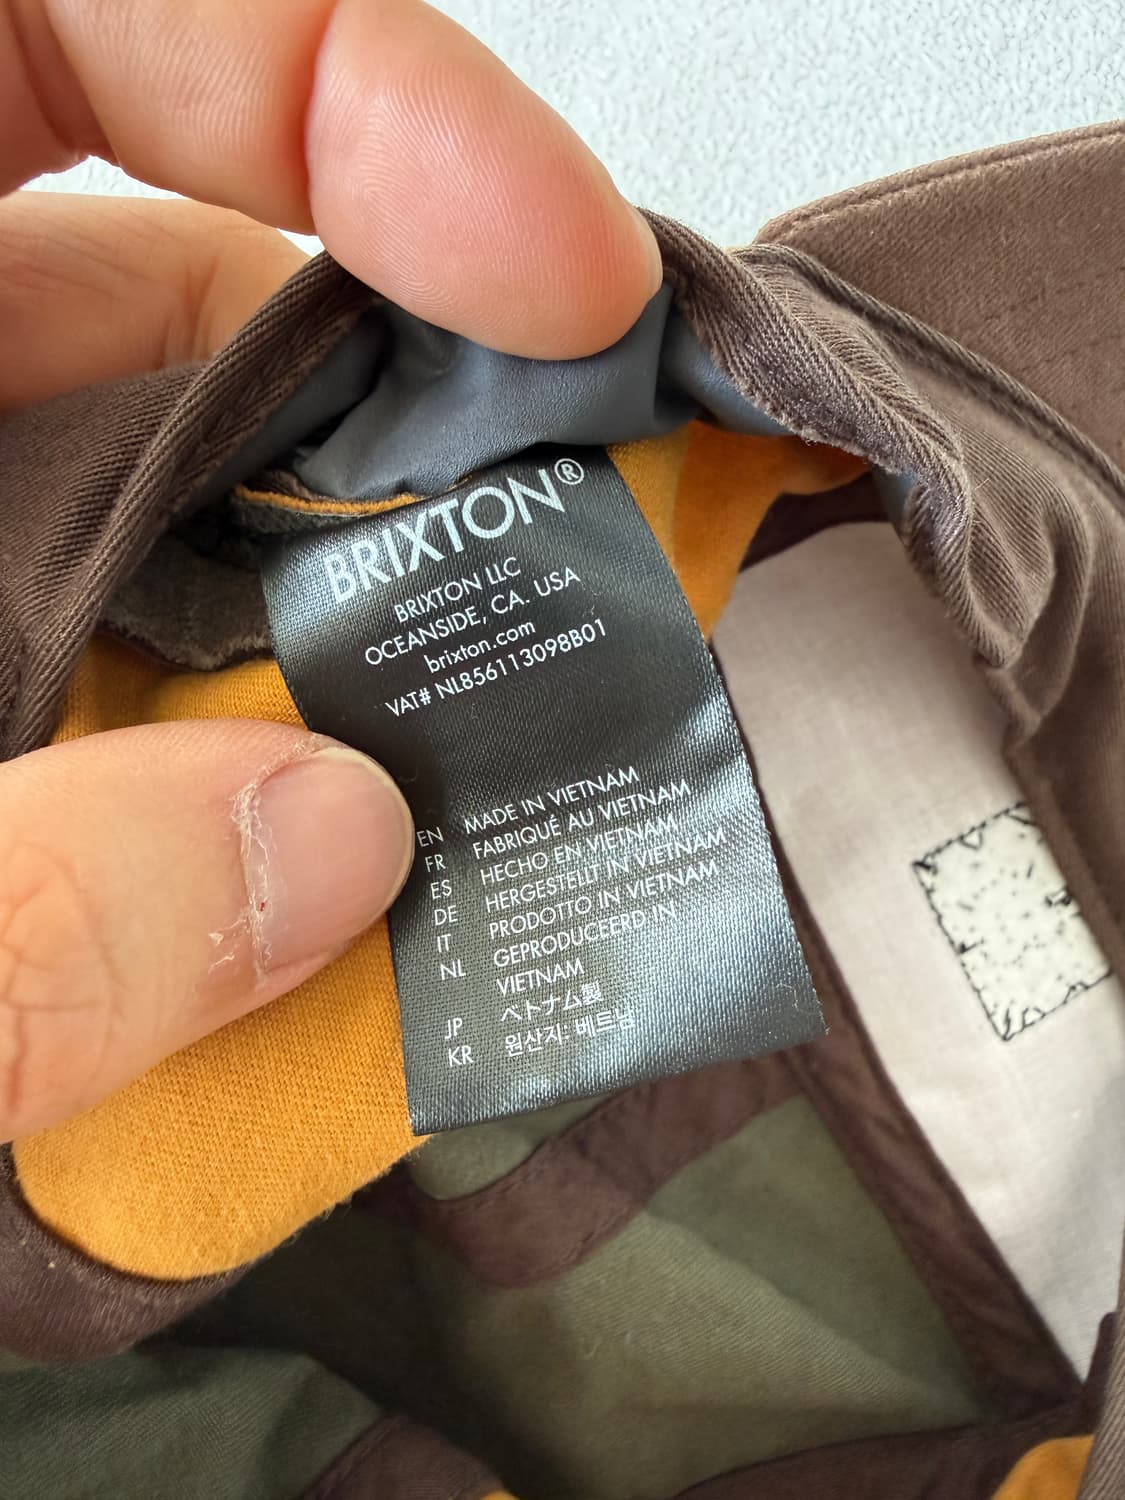 BRIXTON®
BRIXTON LLC
OCEANSIDE, CA. USA
brixton.com
VAT# NL856113098B01
EN MADE IN VIETNAM
FR FABRIQUÉ AU VIETNAM
ES HECHO EN VIETNAM
DE HERGESTELLT IN VIETNAM
IT PRODOTTO IN VIETNAM
NL GEPRODUCEERD IN
VIETNAM
JP ベトナム製
KR 원산지: 베트남